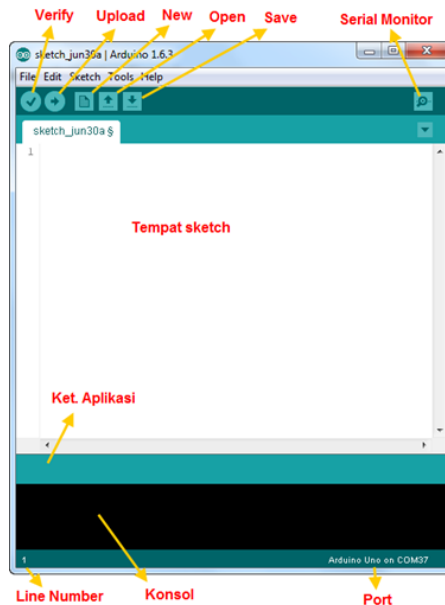 Verify
Upload
New
Open
Save
Serial Monitor
sketch_jun30a | Arduino 1.6.3
File Edit Sketch Tools Help
sketch_jun30a §
1
Tempat sketch
Ket. Aplikasi
1
Arduino Uno on COM37
Line Number
Konsol
Port